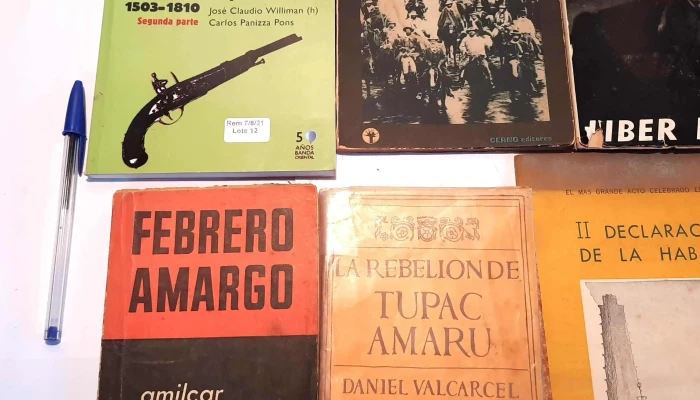 1503-1810
Segunda parte
José Claudio Williman (h)
Carlos Panizza Pons
Rem 7/8/21
Lote 12
5
AÑOS
BANDA
ORIENTAL
CERNO editores
FEBRERO
AMARGO
amilcar
LA REBELION DE
TUPAC
AMARU
DANIEL VALCARCEL
EL MAS GRANDE ACTO CELEBRADO
II DECLARAC
DE LA HAB